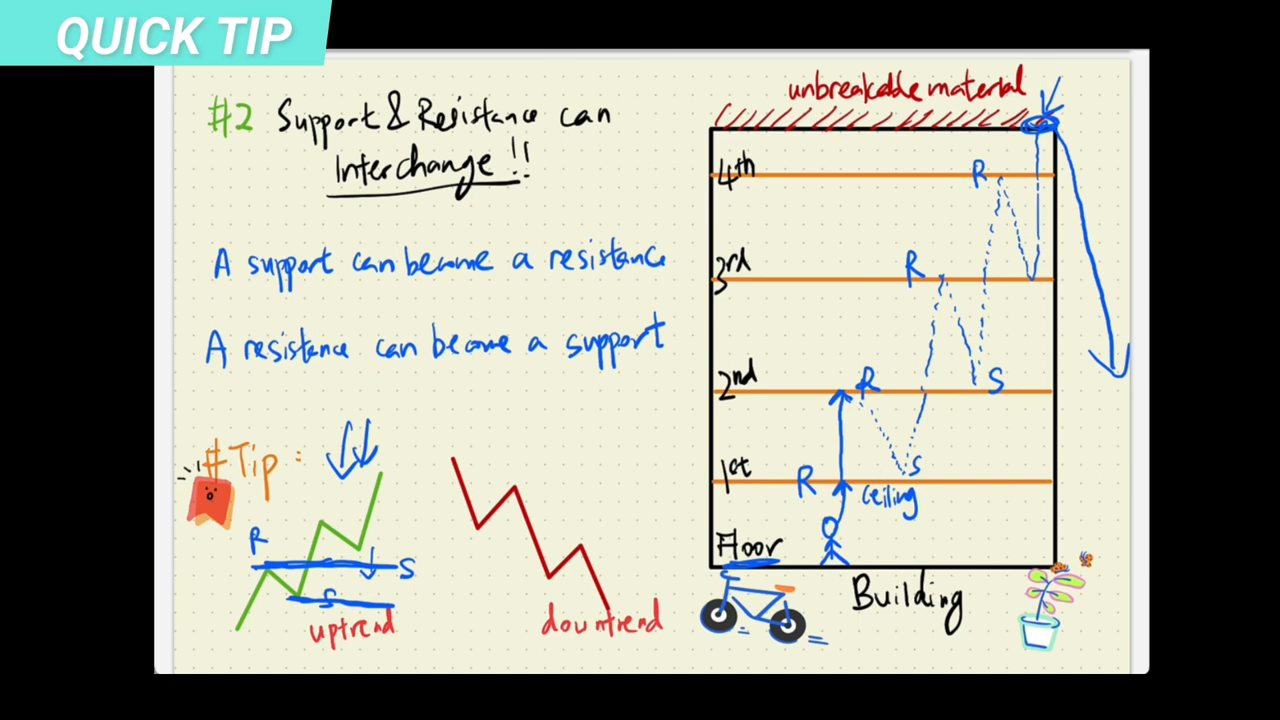 QUICK TIP
#2 Support & Resistance can
Interchange!!
A support can become a resistance
A resistance can become a support
#Tip:
R
S
S
uptrend
downtrend
unbreakable material
4th
R
3rd
R
2nd
R
S
1st
R
S
ceiling
Floor
Building